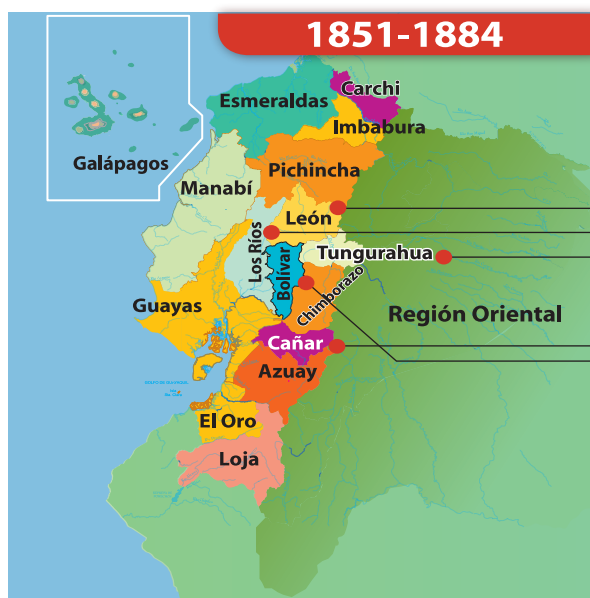 1851-1884
Carchi
Esmeraldas
Imbabura
Galápagos
Pichincha
Manabí
León
Los Ríos
Bolívar
Tungurahua
Chimborazo
Guayas
Región Oriental
Cañar
Azuay
El Oro
Loja